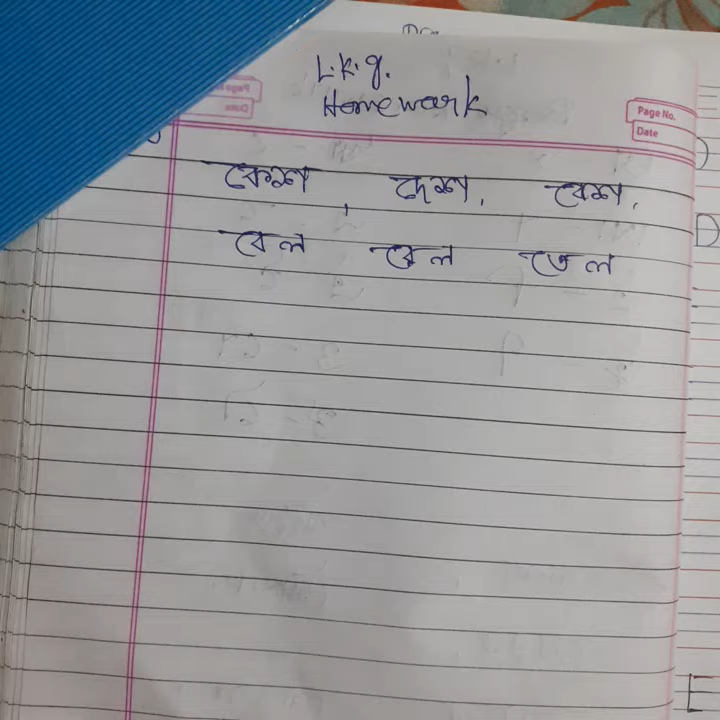 L.K.g.
Homework
Page No.
Date
কেশ, দেশ, বেশ,
বেল রেল তেল